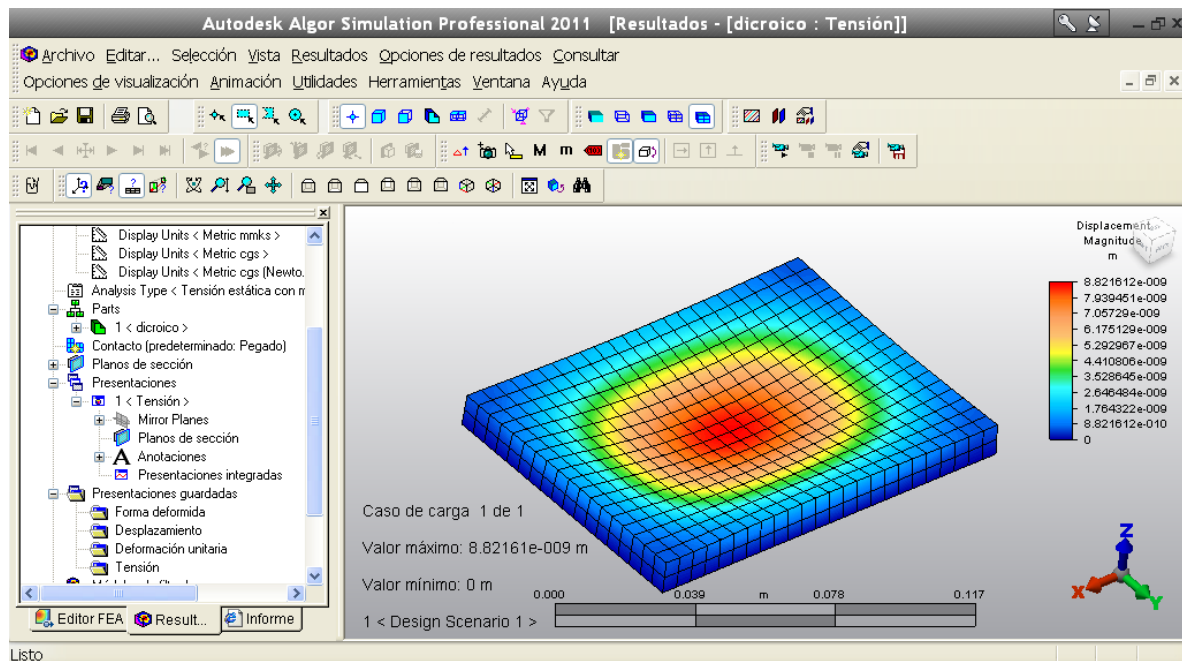 Autodesk Algor Simulation Professional 2011 [Resultados - [dicroico : Tensión]]
Archivo Editar... Selección Vista Resultados Opciones de resultados Consultar
Opciones de visualización Animación Utilidades Herramientas Ventana Ayuda
M m
Display Units < Metric mmks >
Display Units < Metric cgs >
Display Units < Metric cgs (Newto.
Analysis Type < Tensión estática con m
Parts
1 < dicroico >
Contacto (predeterminado: Pegado)
Planos de sección
Presentaciones
1 < Tensión >
Mirror Planes
Planos de sección
A Anotaciones
Presentaciones integradas
Presentaciones guardadas
Forma deformida
Desplazamiento
Deformación unitaria
Tensión
Editor FEA Result... Informe
Displacement
Magnitude
m
8.821612e-009
7.939451e-009
7.05729e-009
6.175129e-009
5.292967e-009
4.410806e-009
3.528645e-009
2.646484e-009
1.764322e-009
8.821612e-010
0
Caso de carga 1 de 1
Valor máximo: 8.82161e-009 m
Valor mínimo: 0 m
0.000 0.039 m 0.078 0.117
1 < Design Scenario 1 >
Z
X
Y
Listo